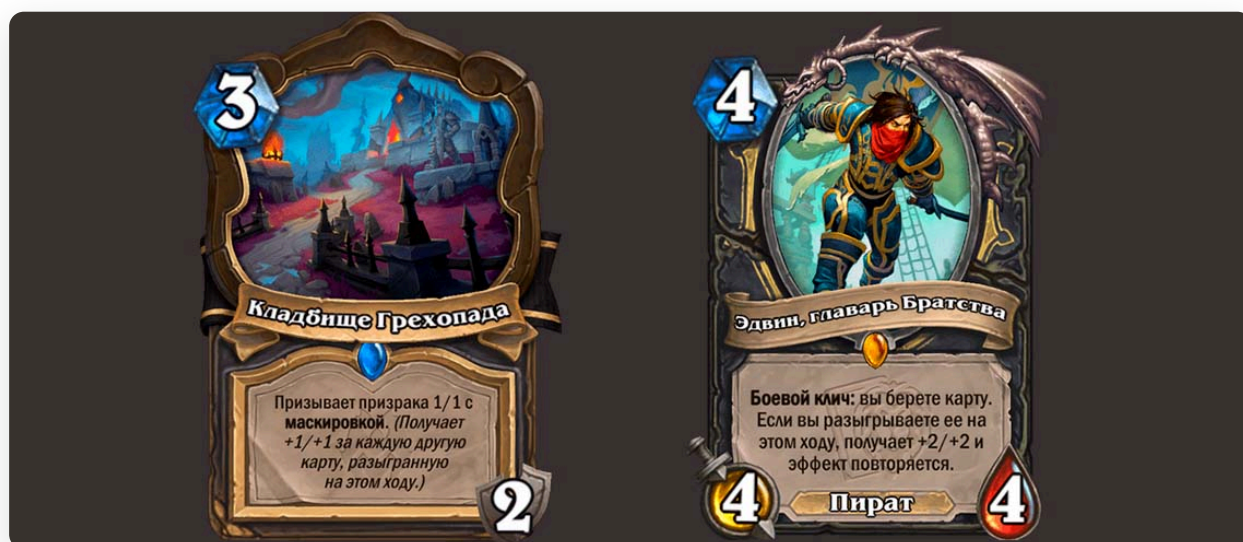 3
Кладбище Грехопада
Призывает призрака 1/1 с
маскировкой. (Получает
+1/+1 за каждую другую
карту, разыгранную
на этом ходу.)
2
4
Эдвин, главарь Братства
Боевой клич: вы берете карту.
Если вы разыгрываете ее на
этом ходу, получает +2/+2 и
эффект повторяется.
4
Пират
4